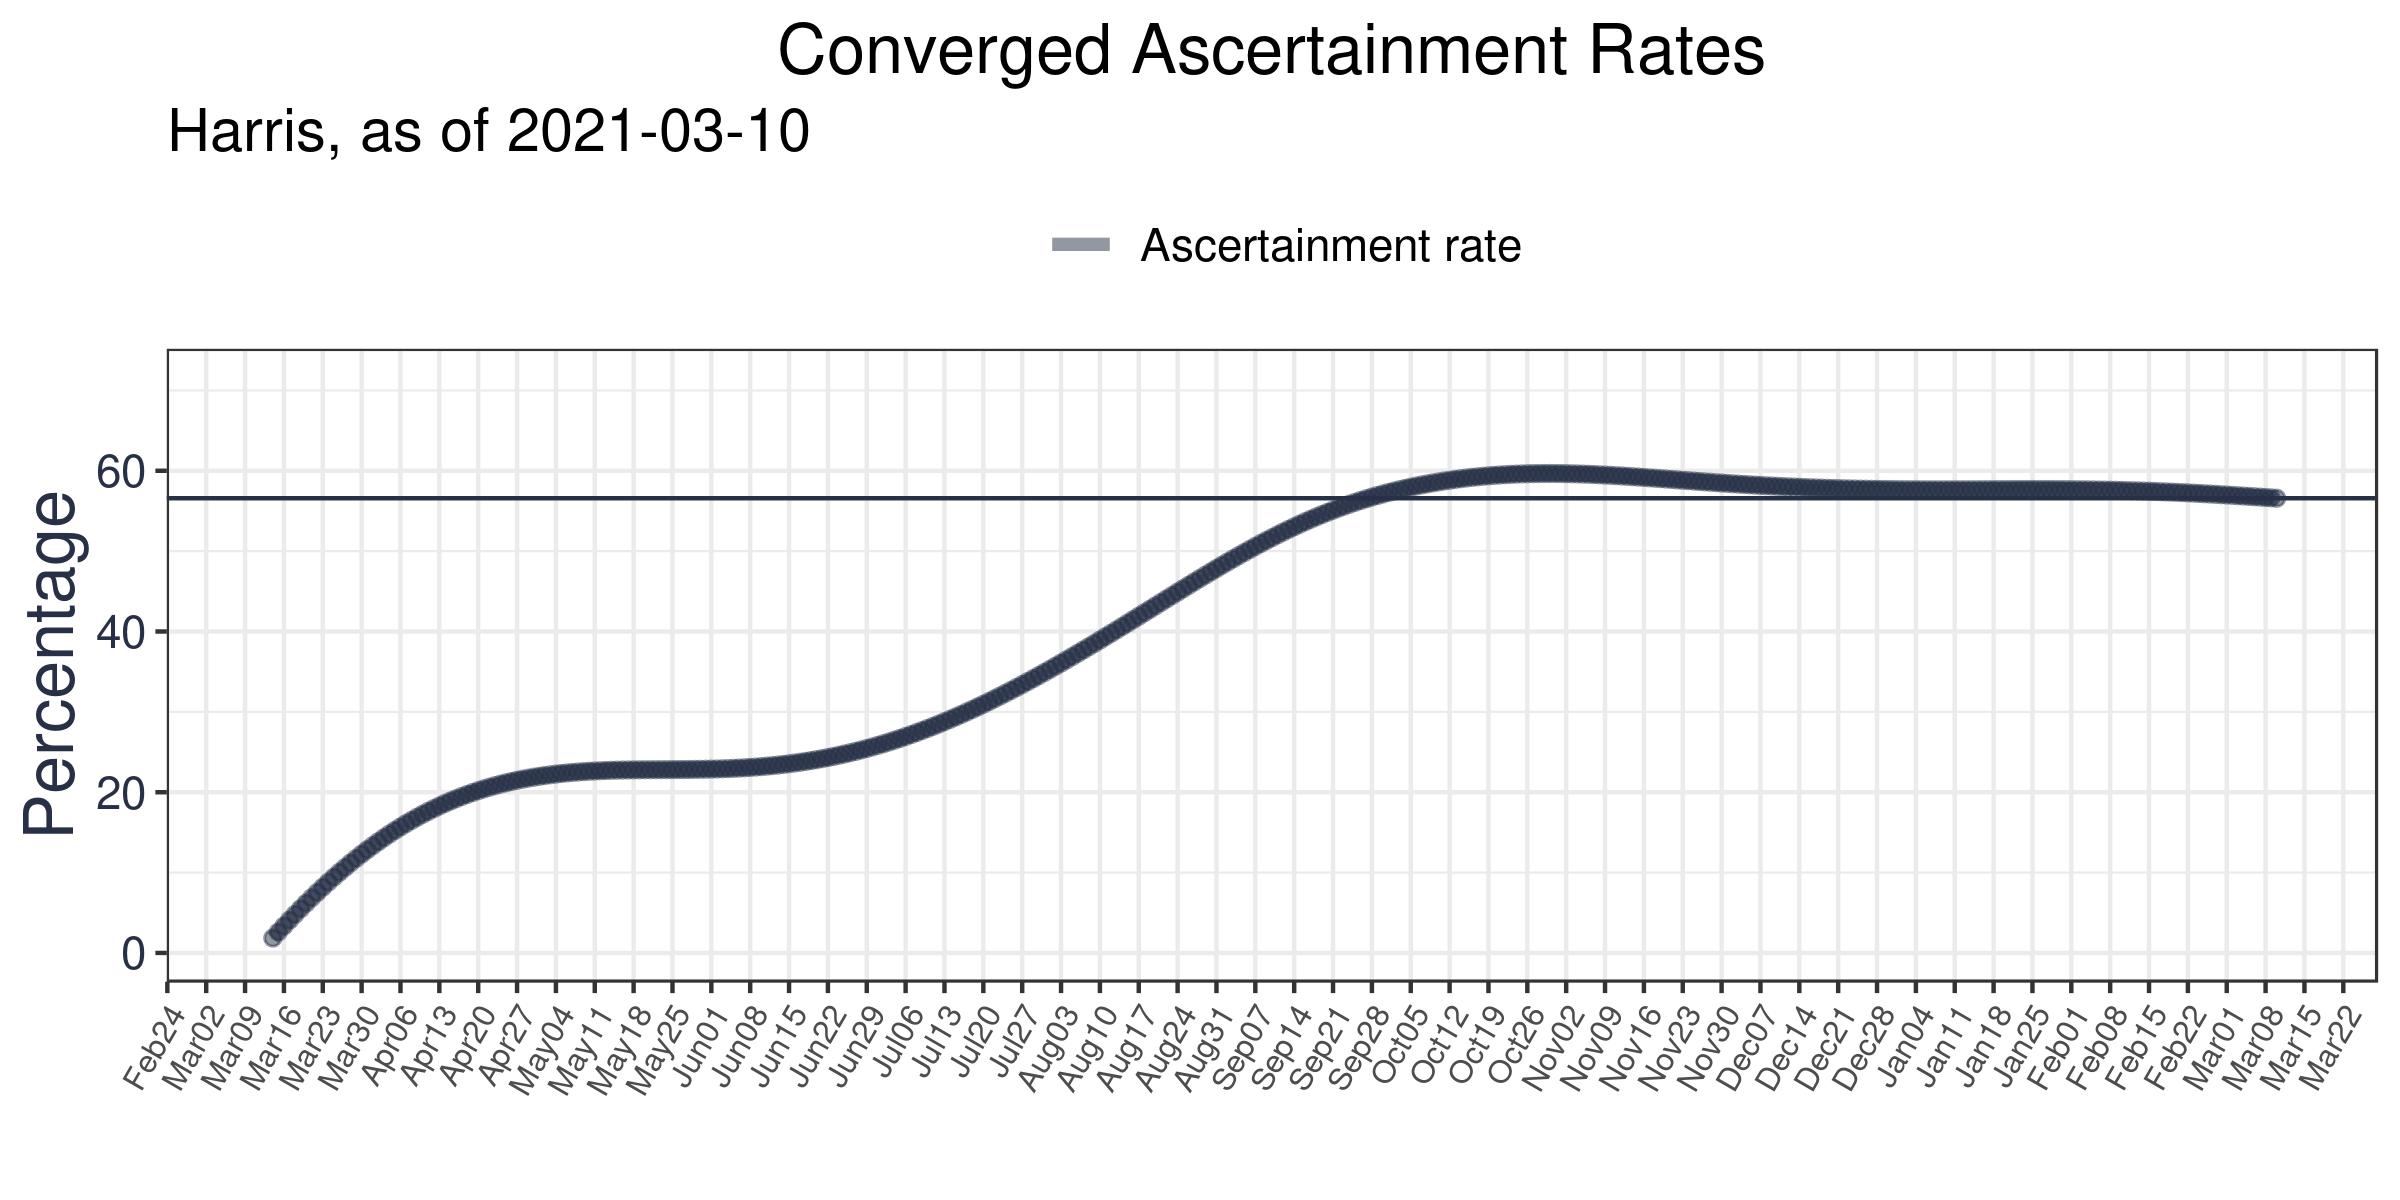 Converged Ascertainment Rates
Harris, as of 2021-03-10
Ascertainment rate
Percentage
60
40
20
0
Feb24
Mar02
Mar09
Mar16
Mar23
Mar30
Apr06
Apr13
Apr20
Apr27
May04
May11
May18
May25
Jun01
Jun08
Jun15
Jun22
Jun29
Jul06
Jul13
Jul20
Jul27
Aug03
Aug10
Aug17
Aug24
Aug31
Sep07
Sep14
Sep21
Sep28
Oct05
Oct12
Oct19
Oct26
Nov02
Nov09
Nov16
Nov23
Nov30
Dec07
Dec14
Dec21
Dec28
Jan04
Jan11
Jan18
Jan25
Feb01
Feb08
Feb15
Feb22
Mar01
Mar08
Mar15
Mar22